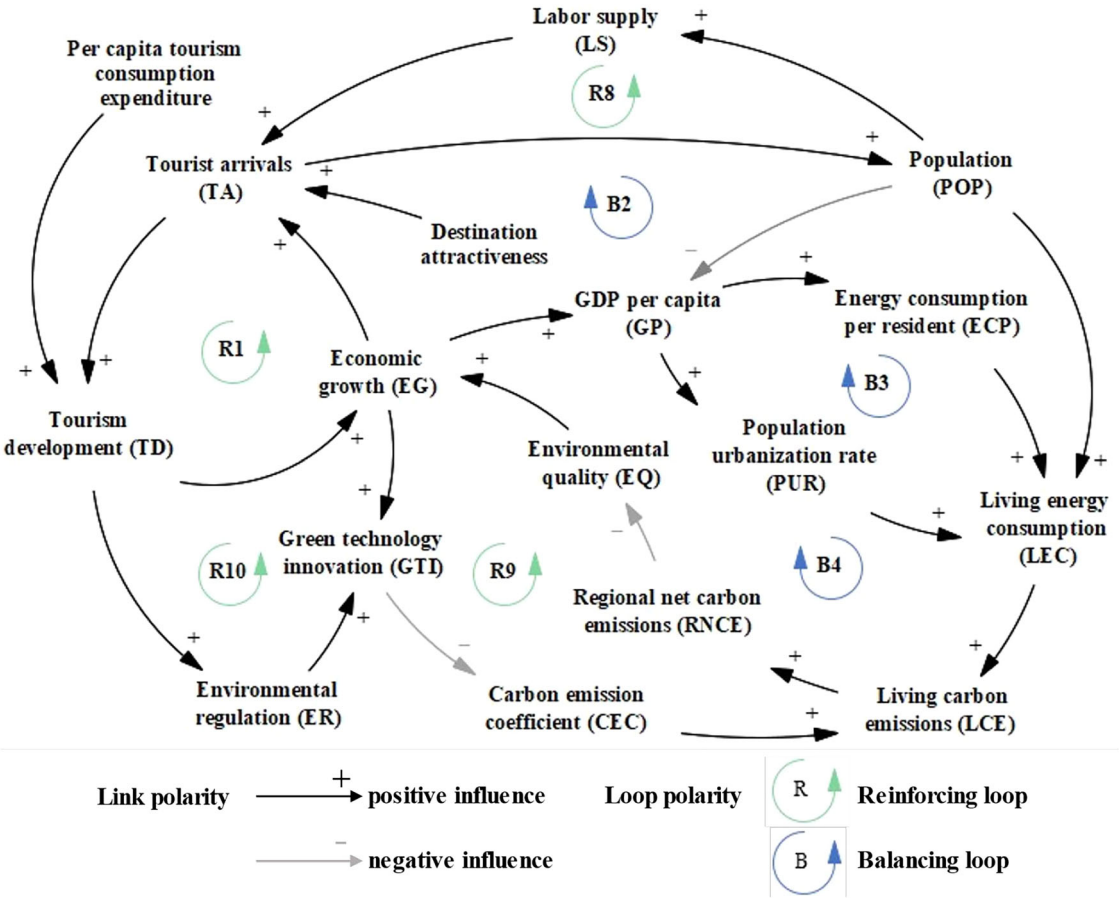 Labor supply
(LS)
+
Per capita tourism
consumption
expenditure
+
R8
Tourist arrivals
(TA)
+
+
Population
(POP)
B2
Destination
attractiveness
+
−
+
GDP per capita
(GP)
Energy consumption
per resident (ECP)
R1
+
Economic
growth (EG)
+
+
+
+
B3
Tourism
development (TD)
+
Environmental
quality (EQ)
Population
urbanization rate
(PUR)
+
+
+
Living energy
consumption
(LEC)
+
Green technology
innovation (GTI)
−
R10
R9
B4
Regional net carbon
emissions (RNCE)
+
+
−
+
+
Environmental
regulation (ER)
Carbon emission
coefficient (CEC)
+
Living carbon
emissions (LCE)
Link polarity
+
positive influence
Loop polarity
R
Reinforcing loop
−
negative influence
B
Balancing loop